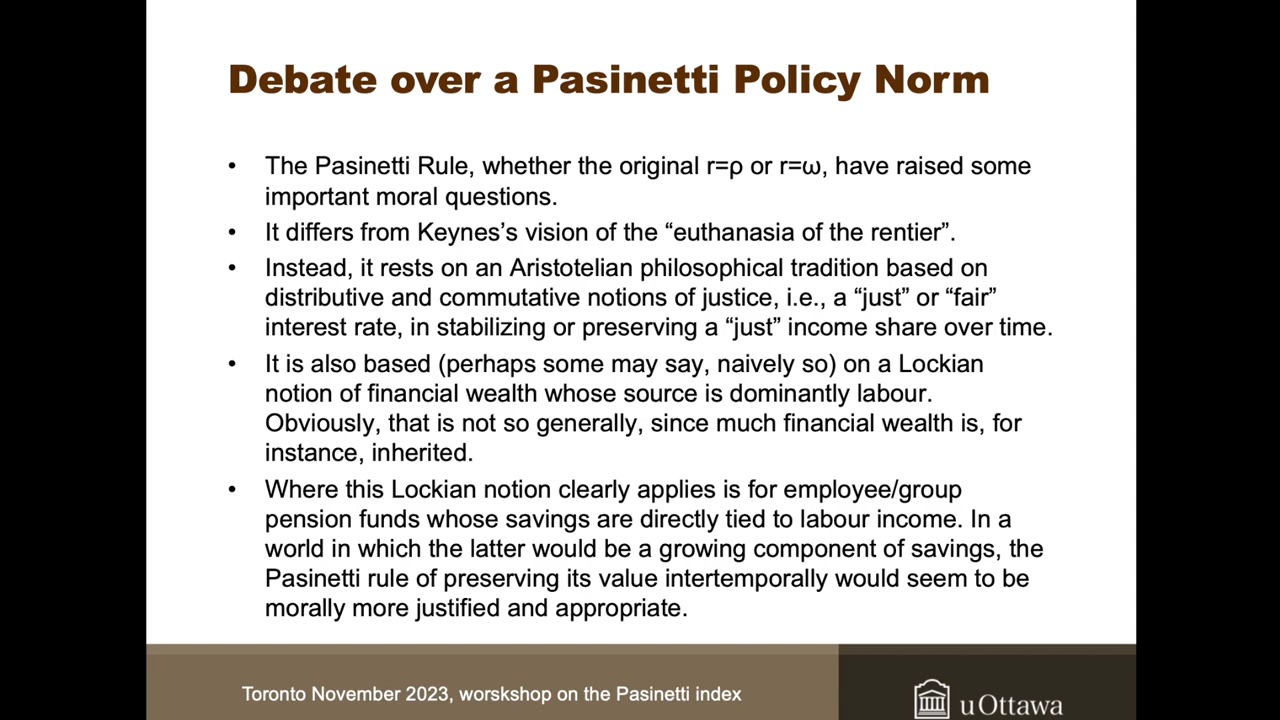 Debate over a Pasinetti Policy Norm
• The Pasinetti Rule, whether the original r=ρ or r=ω, have raised some
important moral questions.
• It differs from Keynes’s vision of the “euthanasia of the rentier”.
• Instead, it rests on an Aristotelian philosophical tradition based on
distributive and commutative notions of justice, i.e., a “just” or “fair”
interest rate, in stabilizing or preserving a “just” income share over time.
• It is also based (perhaps some may say, naively so) on a Lockian
notion of financial wealth whose source is dominantly labour.
Obviously, that is not so generally, since much financial wealth is, for
instance, inherited.
• Where this Lockian notion clearly applies is for employee/group
pension funds whose savings are directly tied to labour income. In a
world in which the latter would be a growing component of savings, the
Pasinetti rule of preserving its value intertemporally would seem to be
morally more justified and appropriate.
Toronto November 2023, worskshop on the Pasinetti index
uOttawa